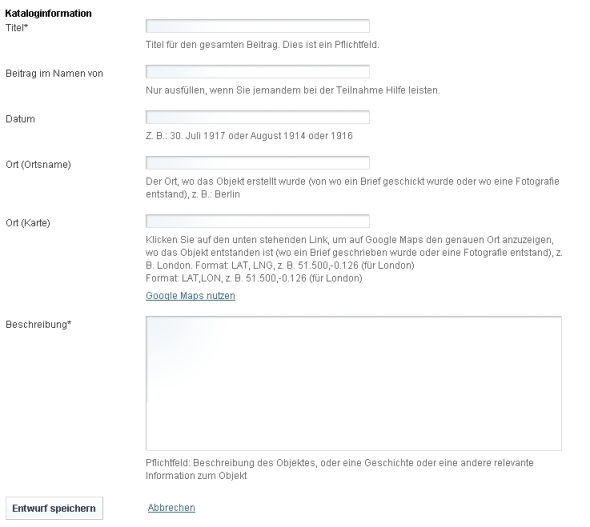 Kataloginformation
Titel*
Titel für den gesamten Beitrag. Dies ist ein Pflichtfeld.
Beitrag im Namen von
Nur ausfüllen, wenn Sie jemandem bei der Teilnahme Hilfe leisten.
Datum
Z. B.: 30. Juli 1917 oder August 1914 oder 1916
Ort (Ortsname)
Der Ort, wo das Objekt erstellt wurde (von wo ein Brief geschickt wurde oder wo eine Fotografie
entstand), z. B.: Berlin
Ort (Karte)
Klicken Sie auf den unten stehenden Link, um auf Google Maps den genauen Ort anzuzeigen,
wo das Objekt entstanden ist (wo ein Brief geschrieben wurde oder eine Fotografie entstand), z.
B. London. Format: LAT, LNG, z. B. 51.500,-0.126 (für London)
Format: LAT,LON, z. B. 51.500,-0.126 (für London)
Google Maps nutzen
Beschreibung*
Pflichtfeld: Beschreibung des Objektes, oder eine Geschichte oder eine andere relevante
Information zum Objekt
Entwurf speichern
Abbrechen